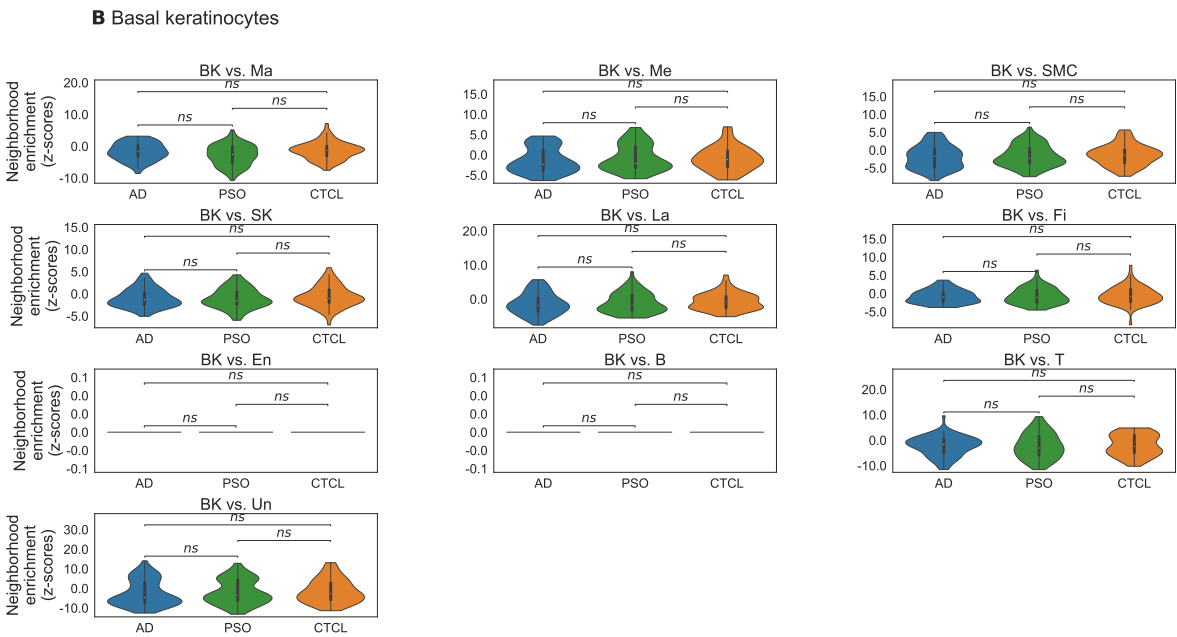 B Basal keratinocytes
BK vs. Ma
BK vs. Me
BK vs. SMC
Neighborhood
enrichment
(z-scores)
20.0
10.0
0.0
-10.0
ns
ns
ns
AD PSO CTCL
15.0
10.0
5.0
0.0
-5.0
ns
ns
ns
AD PSO CTCL
15.0
10.0
5.0
0.0
-5.0
ns
ns
ns
AD PSO CTCL
BK vs. SK
BK vs. La
BK vs. Fi
Neighborhood
enrichment
(z-scores)
15.0
10.0
5.0
0.0
-5.0
ns
ns
ns
AD PSO CTCL
20.0
10.0
0.0
ns
ns
ns
AD PSO CTCL
15.0
10.0
5.0
0.0
-5.0
ns
ns
ns
AD PSO CTCL
BK vs. En
BK vs. B
BK vs. T
Neighborhood
enrichment
(z-scores)
0.1
0.0
0.0
0.0
-0.0
-0.1
ns
ns
ns
AD PSO CTCL
0.1
0.0
0.0
0.0
-0.0
-0.1
ns
ns
ns
AD PSO CTCL
20.0
10.0
0.0
-10.0
ns
ns
ns
AD PSO CTCL
BK vs. Un
Neighborhood
enrichment
(z-scores)
30.0
20.0
10.0
0.0
-10.0
ns
ns
ns
AD PSO CTCL